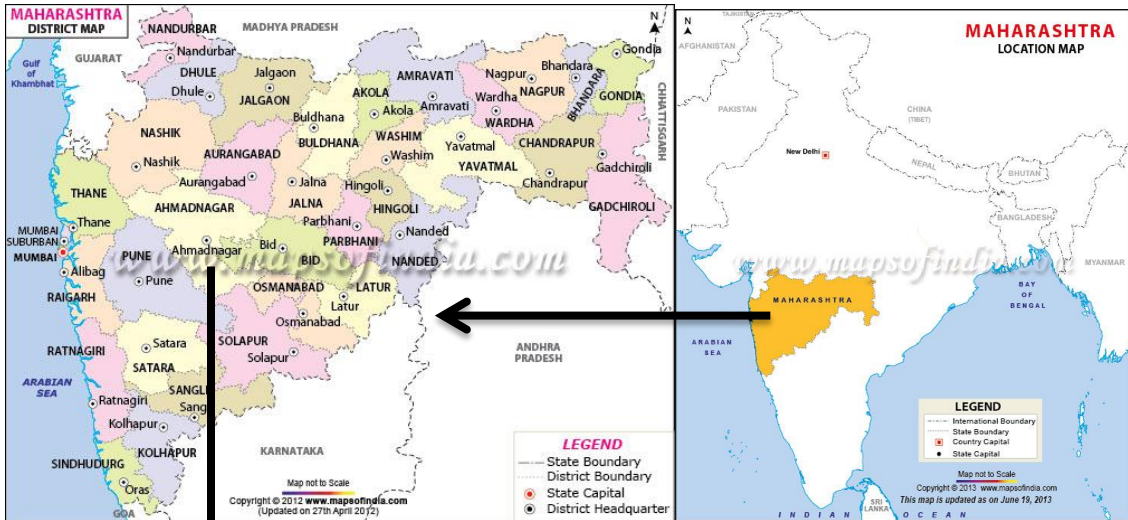 MAHARASHTRA
DISTRICT MAP
MADHYA PRADESH
GUJARAT
Gulf
of
Khambhat
NANDURBAR
Nandurbar
DHULE
Dhule
Jalgaon
JALGAON
AKOLA
Akola
AMRAVATI
Amravati
Nagpur
NAGPUR
Bhandara
BHANDARA
Gondia
GONDIA
CHHATTISGARH
N
Wardha
WARDHA
Buldhana
BULDHANA
WASHIM
Washim
Yavatmal
YAVATMAL
CHANDRAPUR
Chandrapur
Gadchiroli
GADCHIROLI
NASHIK
Nashik
AURANGABAD
Aurangabad
Jalna
JALNA
Hingoli
HINGOLI
Parbhani
PARBHANI
Nanded
NANDED
THANE
Thane
AHMADNAGAR
Ahmadnagar
MUMBAI
SUBURBAN
MUMBAI
Alibag
RAIGARH
PUNE
Pune
Bid
BID
www.mapsofindia.com
OSMANABAD
Osmanabad
LATUR
Latur
SOLAPUR
Solapur
Satara
SATARA
RATNAGIRI
Ratnagiri
ARABIAN
SEA
SANGLI
Sang
Kolhapur
KOLHAPUR
SINDHUDURG
Oras
GOA
KARNATAKA
ANDHRA
PRADESH
Map not to Scale
Copyright © 2012 www.mapsofindia.com
(Updated on 27th April 2012)
LEGEND
State Boundary
District Boundary
State Capital
District Headquarter
MAHARASHTRA
LOCATION MAP
N
TAJIKISTAN
AFGHANISTAN
PAKISTAN
CHINA
(TIBET)
New Delhi
NEPAL
BHUTAN
BANGLADESH
MYANMAR
www.mapsofindia.com
MAHARASHTRA
BAY
OF
BENGAL
ARABIAN
SEA
LEGEND
International Boundary
State Boundary
Country Capital
State Capital
Map not to Scale
Copyright © 2013 www.mapsofindia.com
This map is updated as on June 19, 2013
SRI
LANKA
INDIAN OCEAN